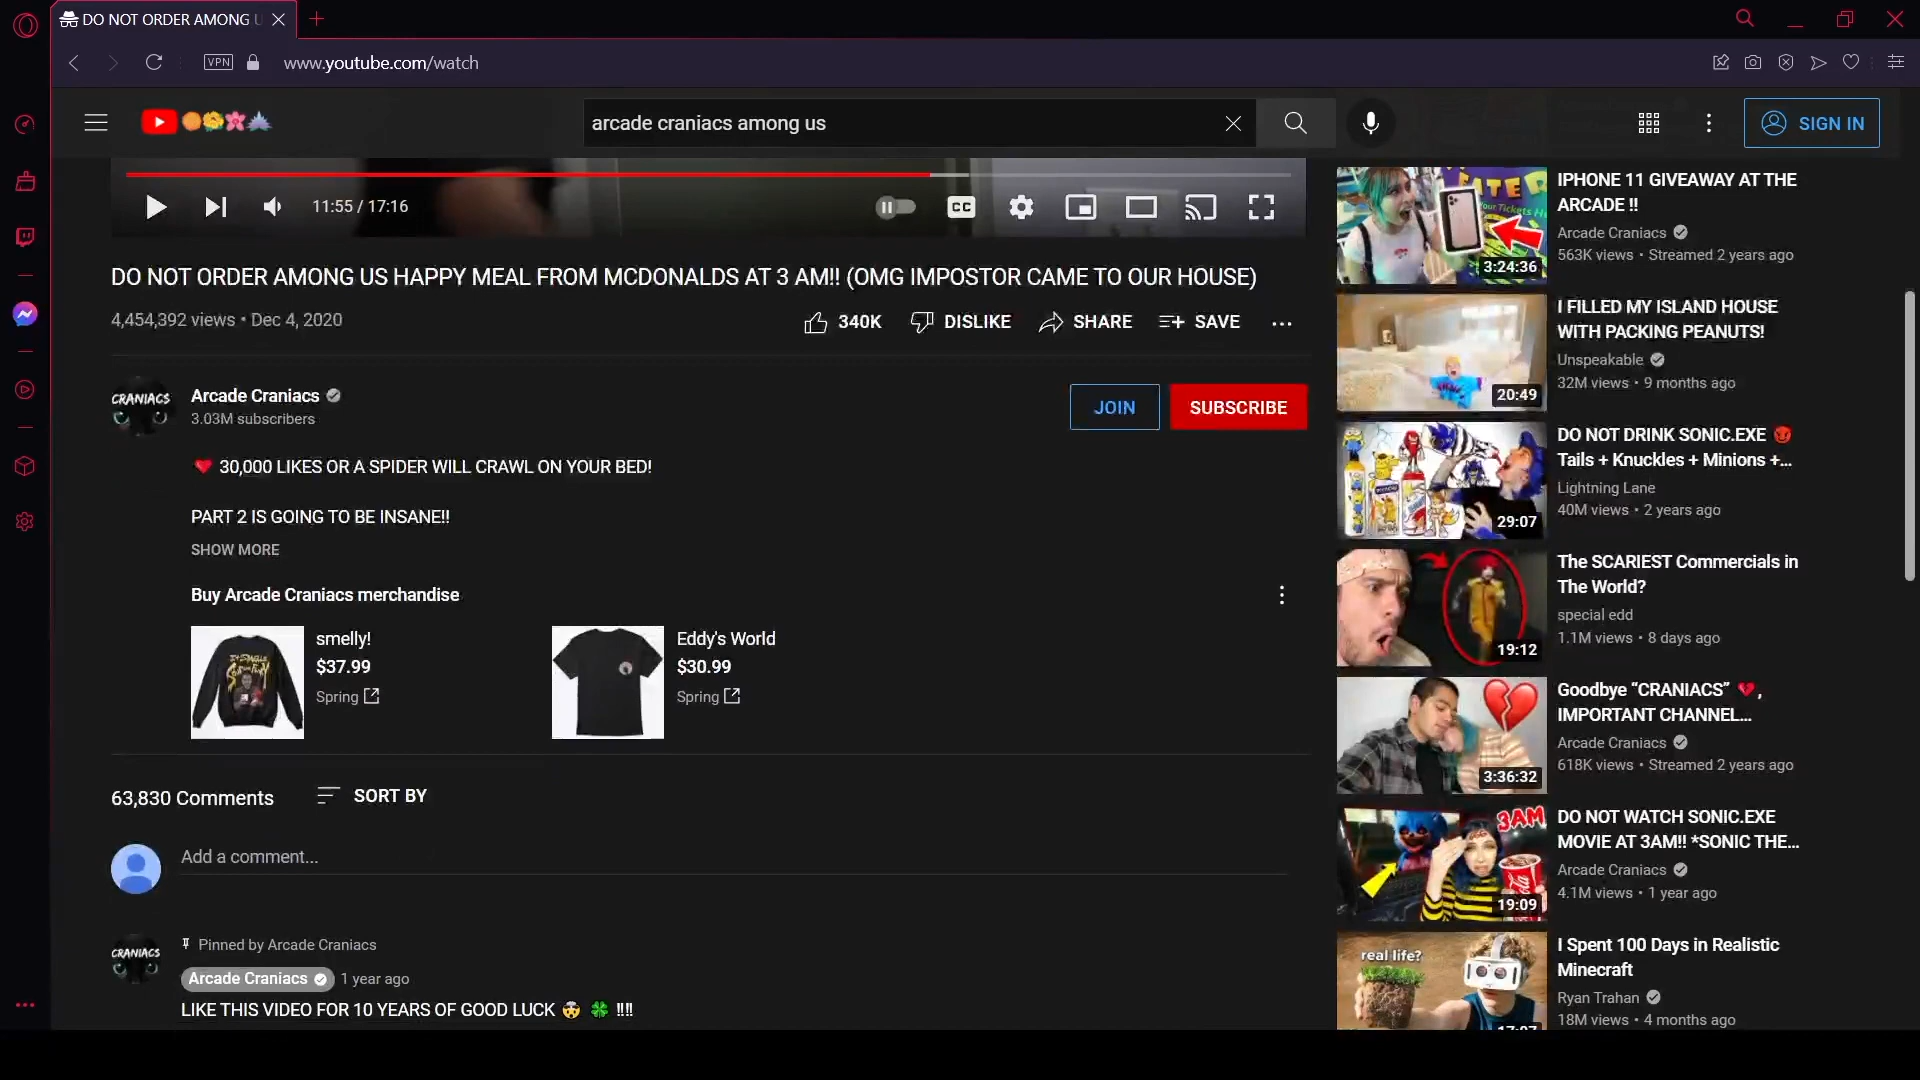 DO NOT ORDER AMONG U
VPN
www.youtube.com/watch
arcade craniacs among us
SIGN IN
11:55 / 17:16
CC
DO NOT ORDER AMONG US HAPPY MEAL FROM MCDONALDS AT 3 AM!! (OMG IMPOSTOR CAME TO OUR HOUSE)
4,454,392 views • Dec 4, 2020
340K
DISLIKE
SHARE
SAVE
CRANIACS
Arcade Craniacs
3.03M subscribers
JOIN
SUBSCRIBE
❤️ 30,000 LIKES OR A SPIDER WILL CRAWL ON YOUR BED!
PART 2 IS GOING TO BE INSANE!!
SHOW MORE
Buy Arcade Craniacs merchandise
smelly!
$37.99
Spring
Eddy's World
$30.99
Spring
63,830 Comments
SORT BY
Add a comment...
CRANIACS
Pinned by Arcade Craniacs
Arcade Craniacs
1 year ago
LIKE THIS VIDEO FOR 10 YEARS OF GOOD LUCK 🤯 🍀 !!!!
3:24:36
IPHONE 11 GIVEAWAY AT THE
ARCADE !!
Arcade Craniacs
563K views • Streamed 2 years ago
20:49
I FILLED MY ISLAND HOUSE
WITH PACKING PEANUTS!
Unspeakable
32M views • 9 months ago
29:07
DO NOT DRINK SONIC.EXE 😈
Tails + Knuckles + Minions +...
Lightning Lane
40M views • 2 years ago
19:12
The SCARIEST Commercials in
The World?
special edd
1.1M views • 8 days ago
3:36:32
Goodbye “CRANIACS” 💔,
IMPORTANT CHANNEL...
Arcade Craniacs
618K views • Streamed 2 years ago
3AM
19:09
DO NOT WATCH SONIC.EXE
MOVIE AT 3AM!! *SONIC THE...
Arcade Craniacs
4.1M views • 1 year ago
real life?
I Spent 100 Days in Realistic
Minecraft
Ryan Trahan
18M views • 4 months ago